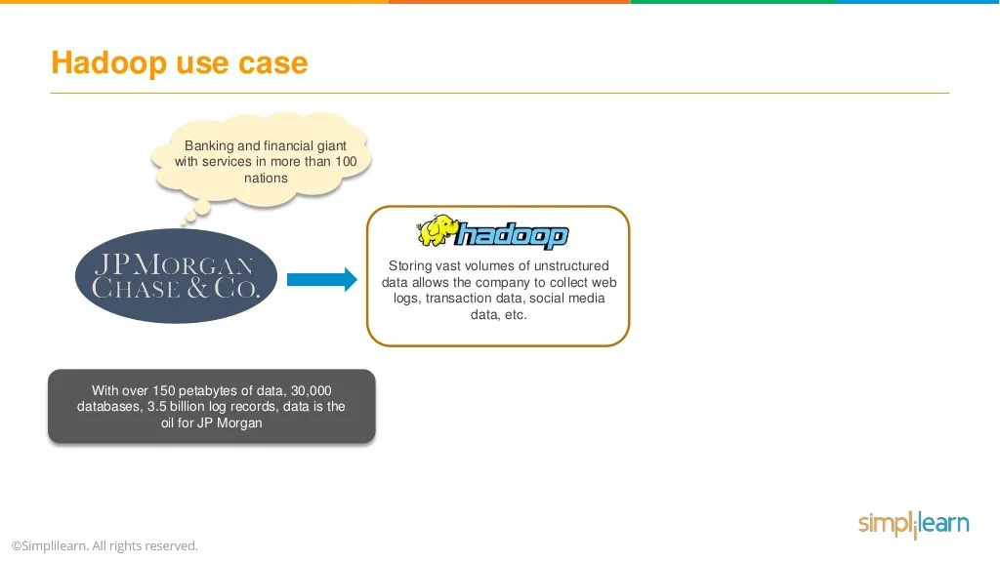 Hadoop use case
Banking and financial giant
with services in more than 100
nations
JPMORGAN
CHASE & CO.
hadoop
Storing vast volumes of unstructured
data allows the company to collect web
logs, transaction data, social media
data, etc.
With over 150 petabytes of data, 30,000
databases, 3.5 billion log records, data is the
oil for JP Morgan
simplilearn
©Simplilearn. All rights reserved.